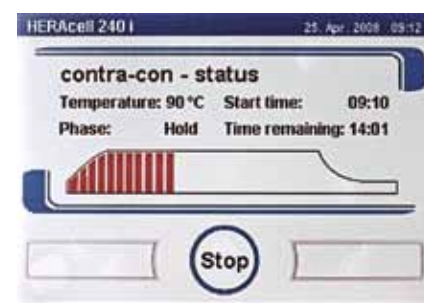 HERAcell 240 i 25. Apr. 2008 09:12
contra-con - status
Temperature: 90 °C Start time: 09:10
Phase: Hold Time remaining: 14:01
Stop